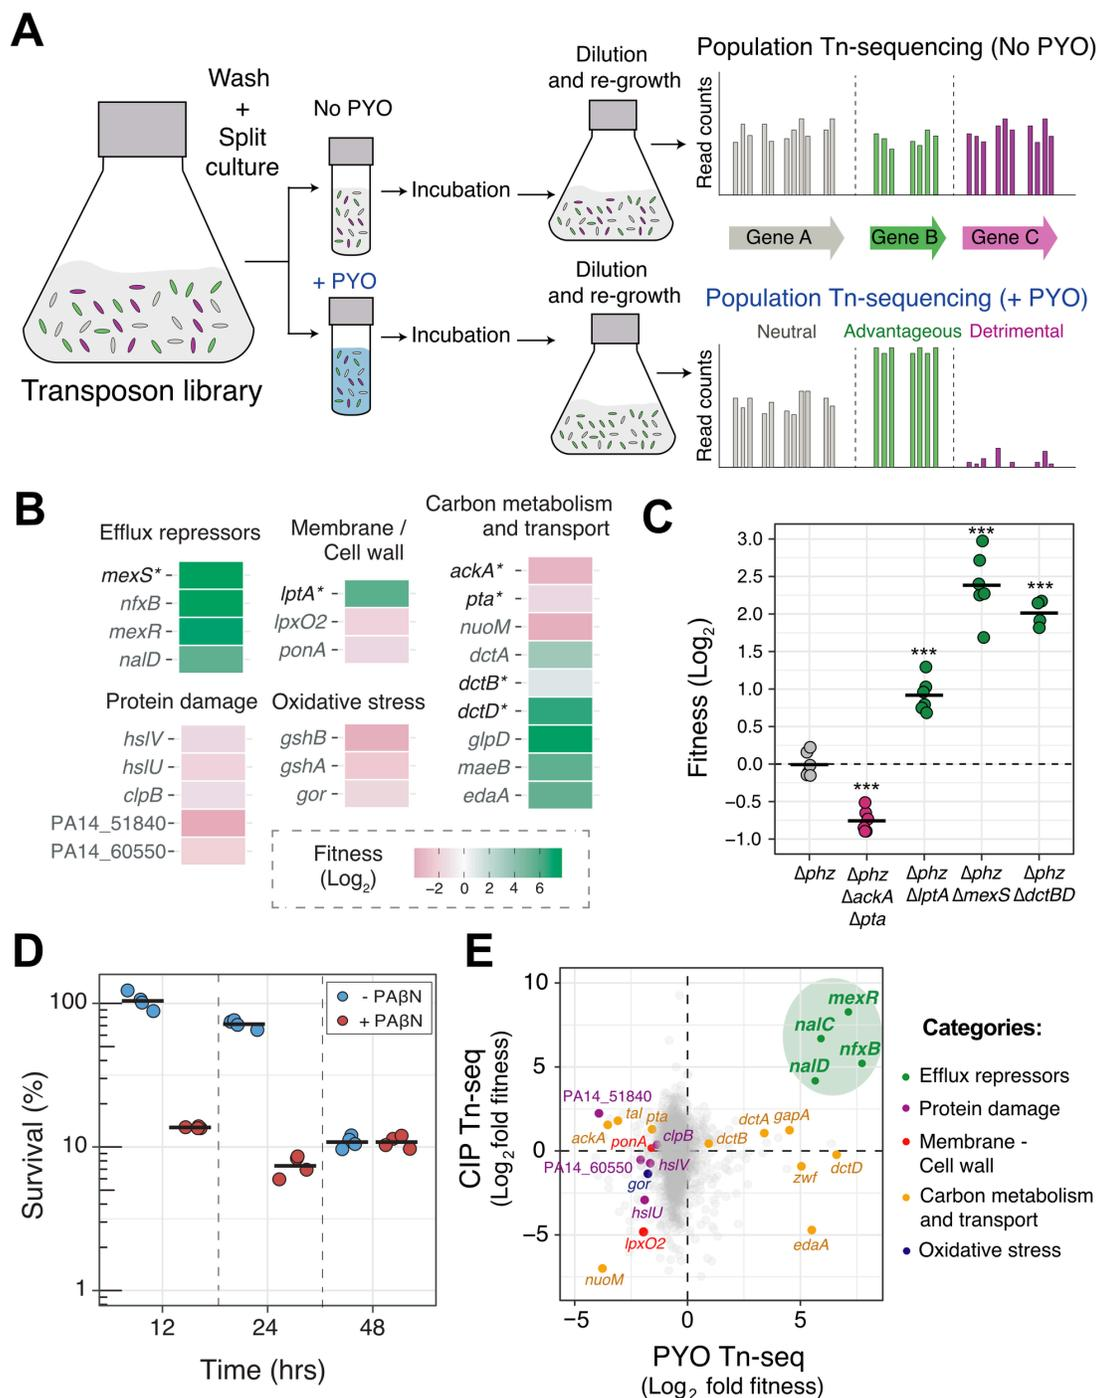 A
Wash
+
Split
culture
Transposon library
No PYO
+ PYO
Incubation
Incubation
Dilution
and re-growth
Dilution
and re-growth
Population Tn-sequencing (No PYO)
Read counts
Gene A
Gene B
Gene C
Population Tn-sequencing (+ PYO)
Neutral
Advantageous
Detrimental
Read counts
B
Efflux repressors
mexS*
nfxB
mexR
nalD
Membrane /
Cell wall
lptA*
lpxO2
ponA
Carbon metabolism
and transport
ackA*
pta*
nuoM
dctA
dctB*
dctD*
glpD
maeB
edaA
Protein damage
hslV
hslU
clpB
PA14_51840
PA14_60550
Oxidative stress
gshB
gshA
gor
Fitness
(Log2)
−2 0 2 4 6
C
Fitness (Log2)
3.0
2.5
2.0
1.5
1.0
0.5
0.0
−0.5
−1.0
***
***
***
***
Δphz
Δphz
ΔackA
Δpta
Δphz
ΔlptA
Δphz
ΔmexS
Δphz
ΔdctBD
D
Survival (%)
100
10
1
- PAβN
+ PAβN
12
24
48
Time (hrs)
E
CIP Tn-seq
(Log2 fold fitness)
10
5
0
−5
mexR
nalC
nfxB
nalD
PA14_51840
tal
pta
ackA
ponA
clpB
dctB
dctA
gapA
PA14_60550
hslV
gor
hslU
lpxO2
nuoM
zwf
dctD
edaA
−5
0
5
PYO Tn-seq
(Log2 fold fitness)
Categories:
Efflux repressors
Protein damage
Membrane -
Cell wall
Carbon metabolism
and transport
Oxidative stress